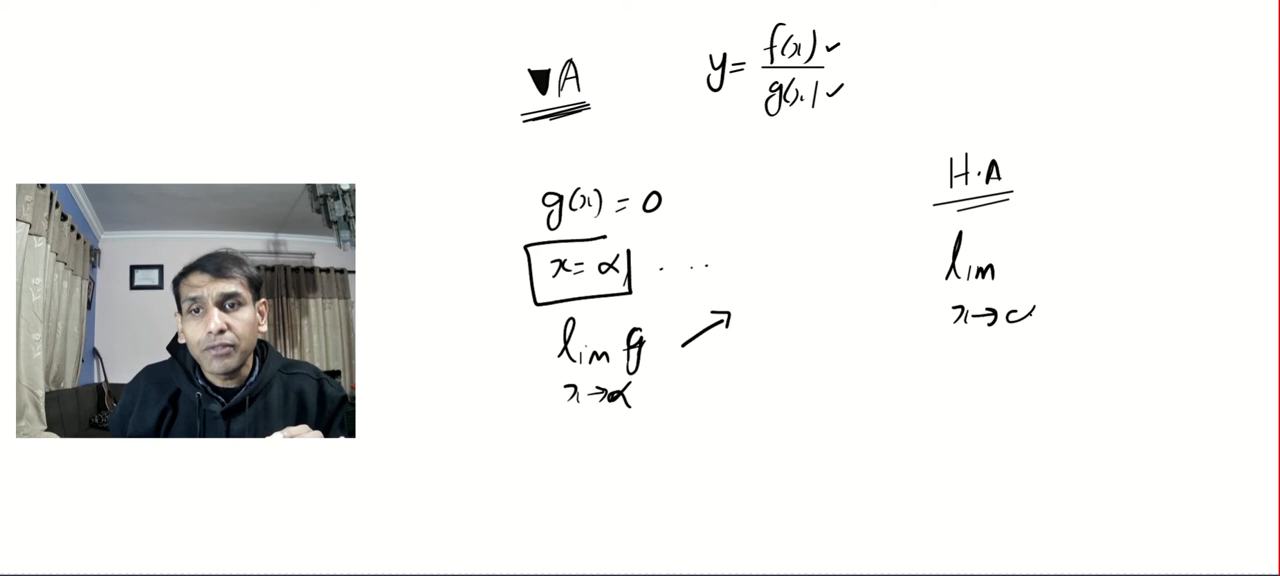 VA
y = f(x) ✓ / g(x) ✓
g(x) = 0
x = α, ...
lim y
x→α
H.A
lim
x→